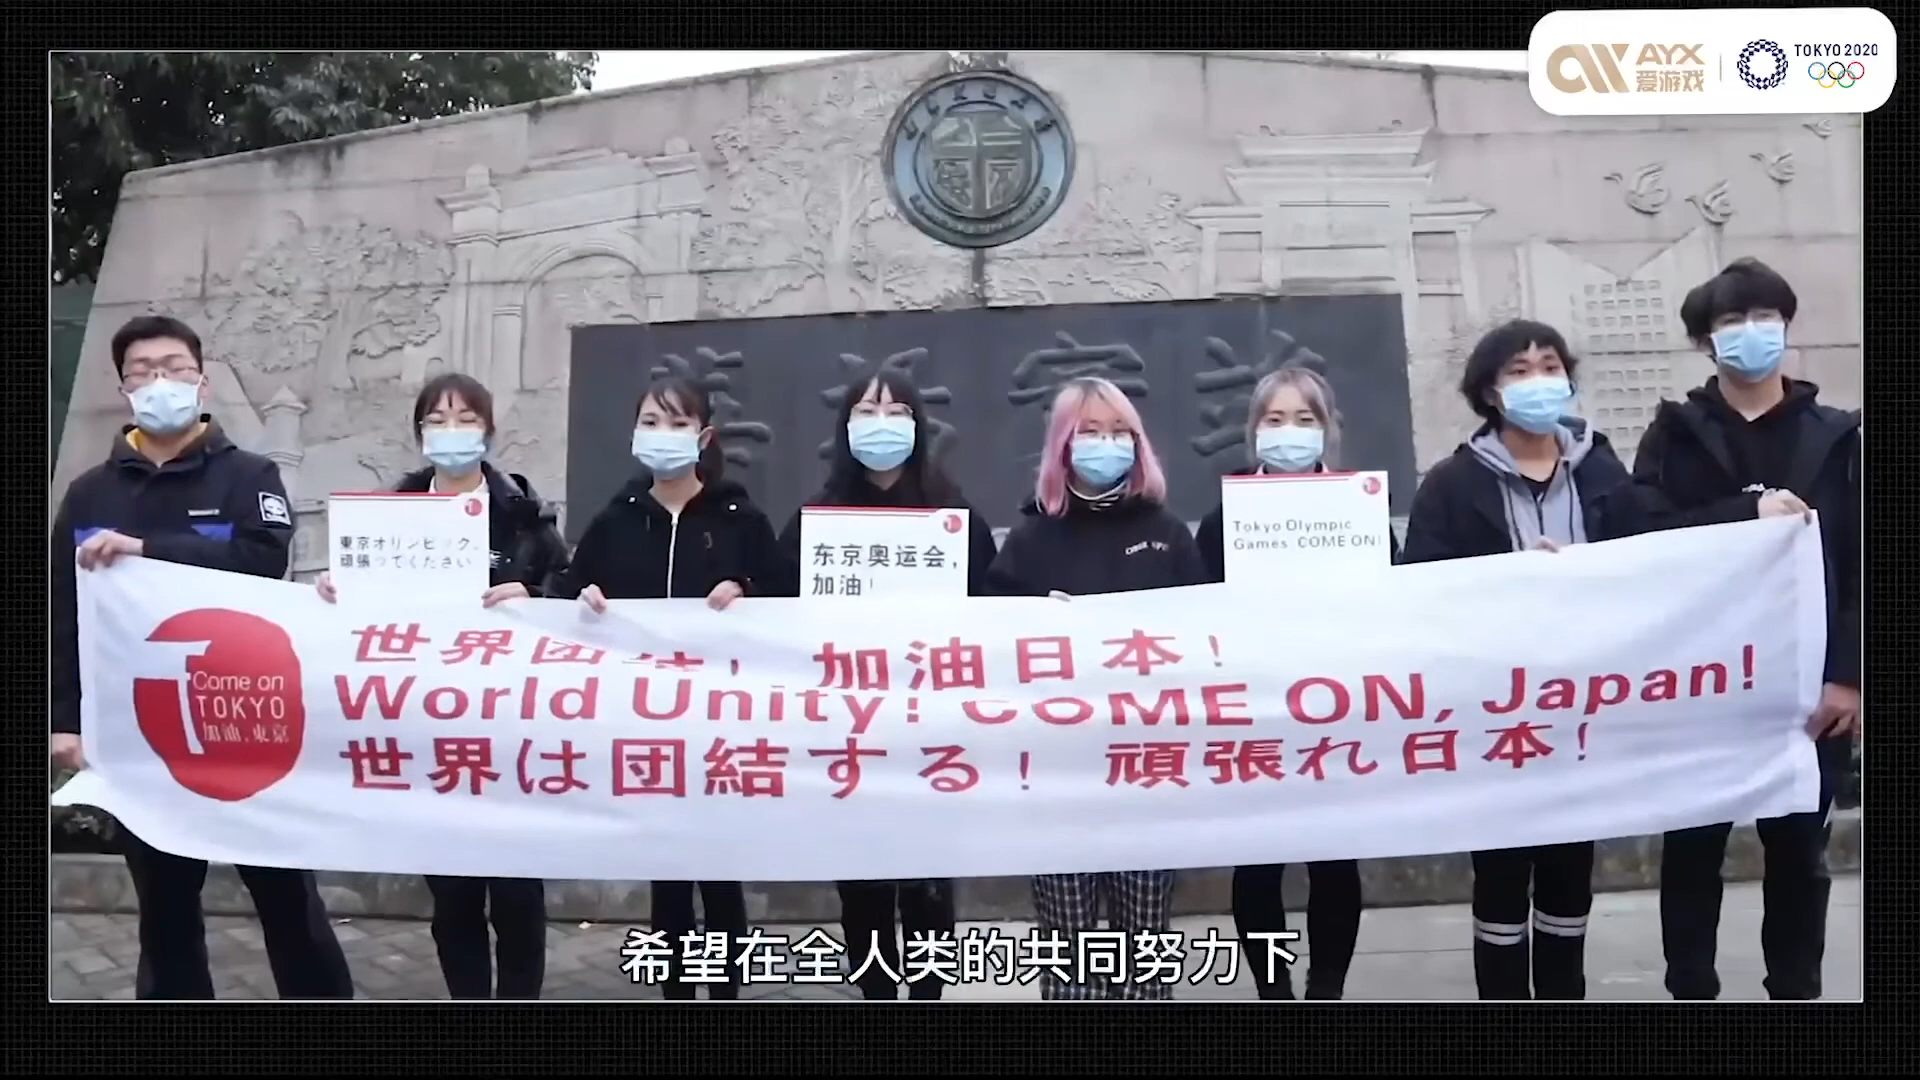 AYX
爱游戏
TOKYO 2020
東京オリンピック、
頑張ってください
东京奥运会，
加油！
Tokyo Olympic
Games COME ON!
Come on
TOKYO
加油、東京
世界团结！加油日本！
World Unity! COME ON, Japan!
世界は団結する！頑張れ日本！
希望在全人类的共同努力下